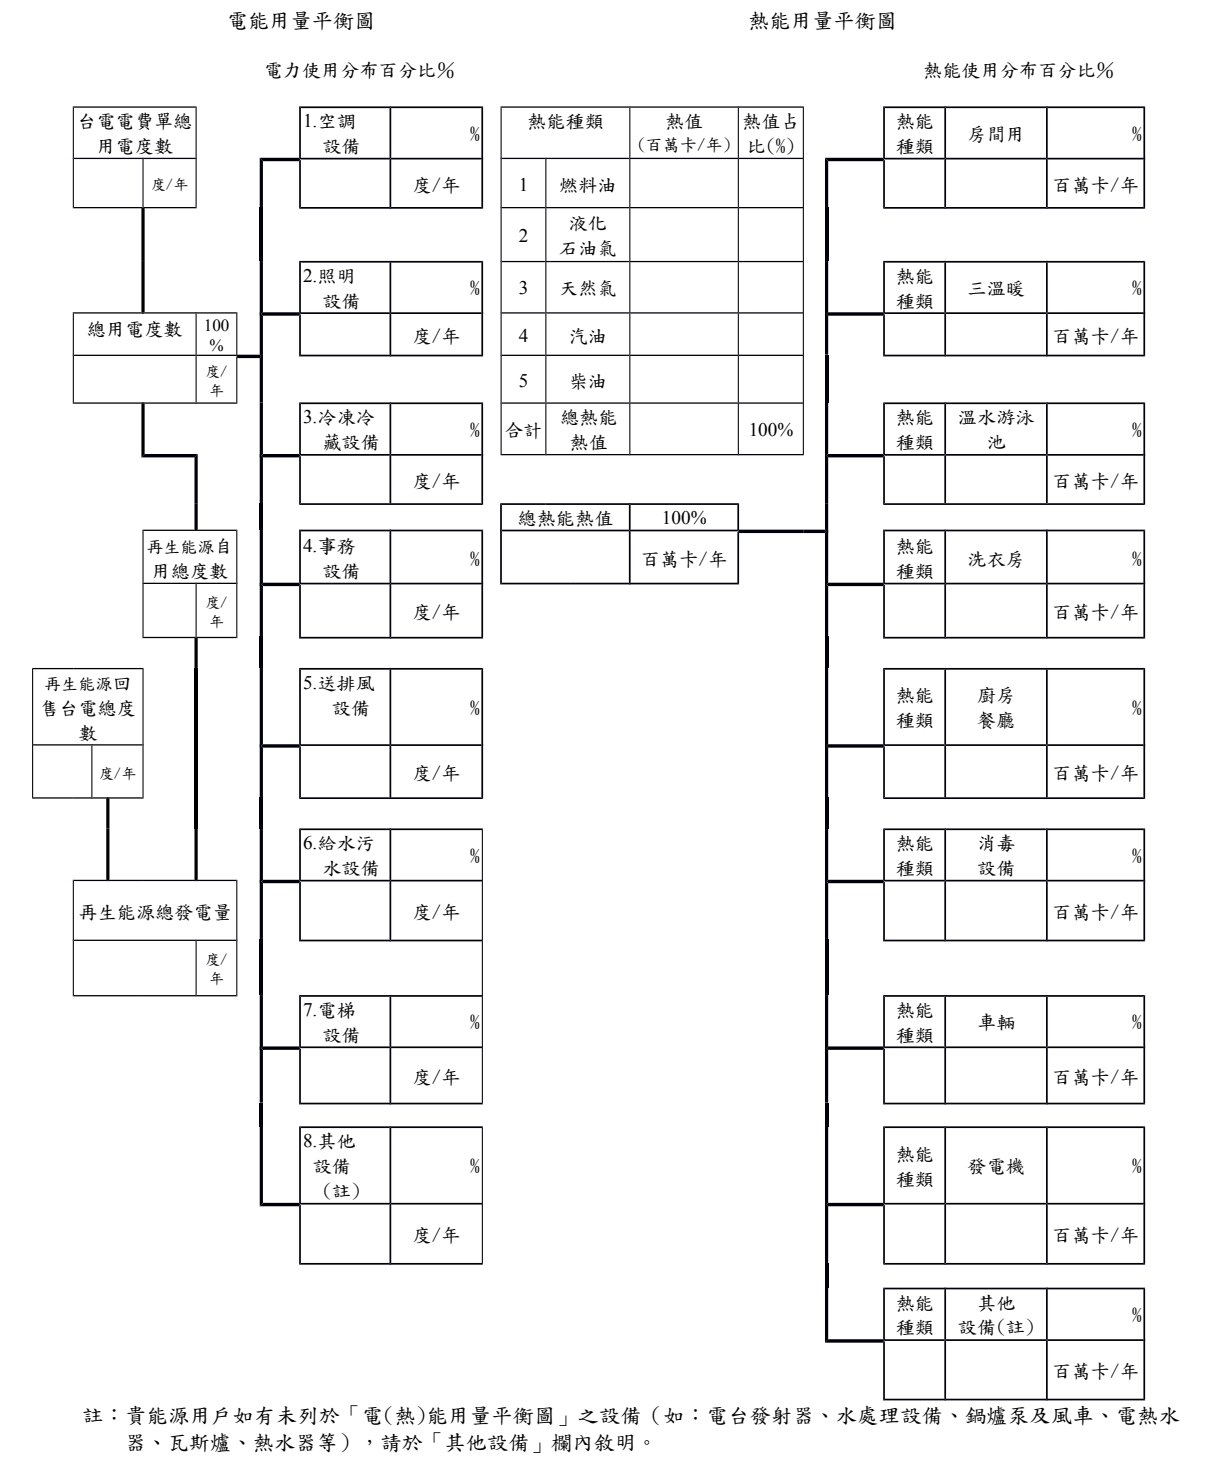 電能用量平衡圖
電力使用分布百分比%
台電電費單總
用電度數
度/年
總用電度數
100
%
度/
年
再生能源自
用總度數
度/
年
再生能源回
售台電總度
數
度/年
再生能源總發電量
度/
年
1.空調
設備
%
度/年
2.照明
設備
%
度/年
3.冷凍冷
藏設備
%
度/年
4.事務
設備
%
度/年
5.送排風
設備
%
度/年
6.給水污
水設備
%
度/年
7.電梯
設備
%
度/年
8.其他
設備
(註)
%
度/年
熱能用量平衡圖
熱能使用分布百分比%
熱能種類
熱值
(百萬卡/年)
熱值占
比(%)
1 燃料油
2 液化
石油氣
3 天然氣
4 汽油
5 柴油
合計 總熱能
熱值
100%
總熱能熱值 100%
百萬卡/年
熱能
種類
房間用
%
百萬卡/年
熱能
種類
三溫暖
%
百萬卡/年
熱能
種類
溫水游泳
池
%
百萬卡/年
熱能
種類
洗衣房
%
百萬卡/年
熱能
種類
廚房
餐廳
%
百萬卡/年
熱能
種類
消毒
設備
%
百萬卡/年
熱能
種類
車輛
%
百萬卡/年
熱能
種類
發電機
%
百萬卡/年
熱能
種類
其他
設備(註)
%
百萬卡/年
註：貴能源用戶如有未列於「電(熱)能用量平衡圖」之設備（如：電台發射器、水處理設備、鍋爐泵及風車、電熱水
器、瓦斯爐、熱水器等），請於「其他設備」欄內敘明。